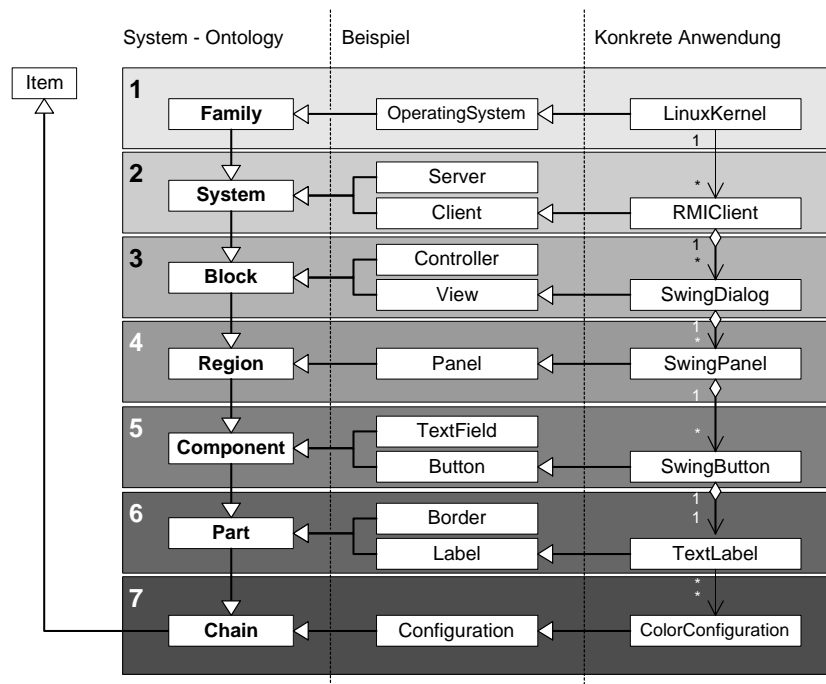 System - Ontology
Beispiel
Konkrete Anwendung
Item
1
Family
OperatingSystem
LinuxKernel
1
*
2
System
Server
Client
RMIClient
1
*
3
Block
Controller
View
SwingDialog
1
*
4
Region
Panel
SwingPanel
1
*
5
Component
TextField
Button
SwingButton
1
1
6
Part
Border
Label
TextLabel
*
*
7
Chain
Configuration
ColorConfiguration